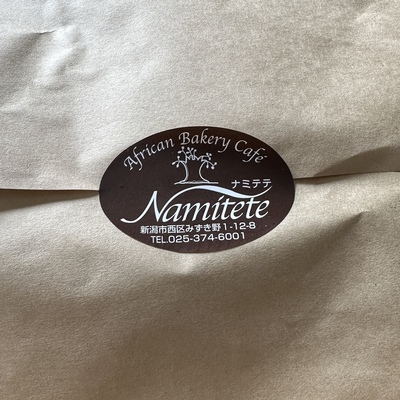 African Bakery Café
ナミテテ
Namitete
新潟市西区みずき野1-12-8
TEL.025-374-6001